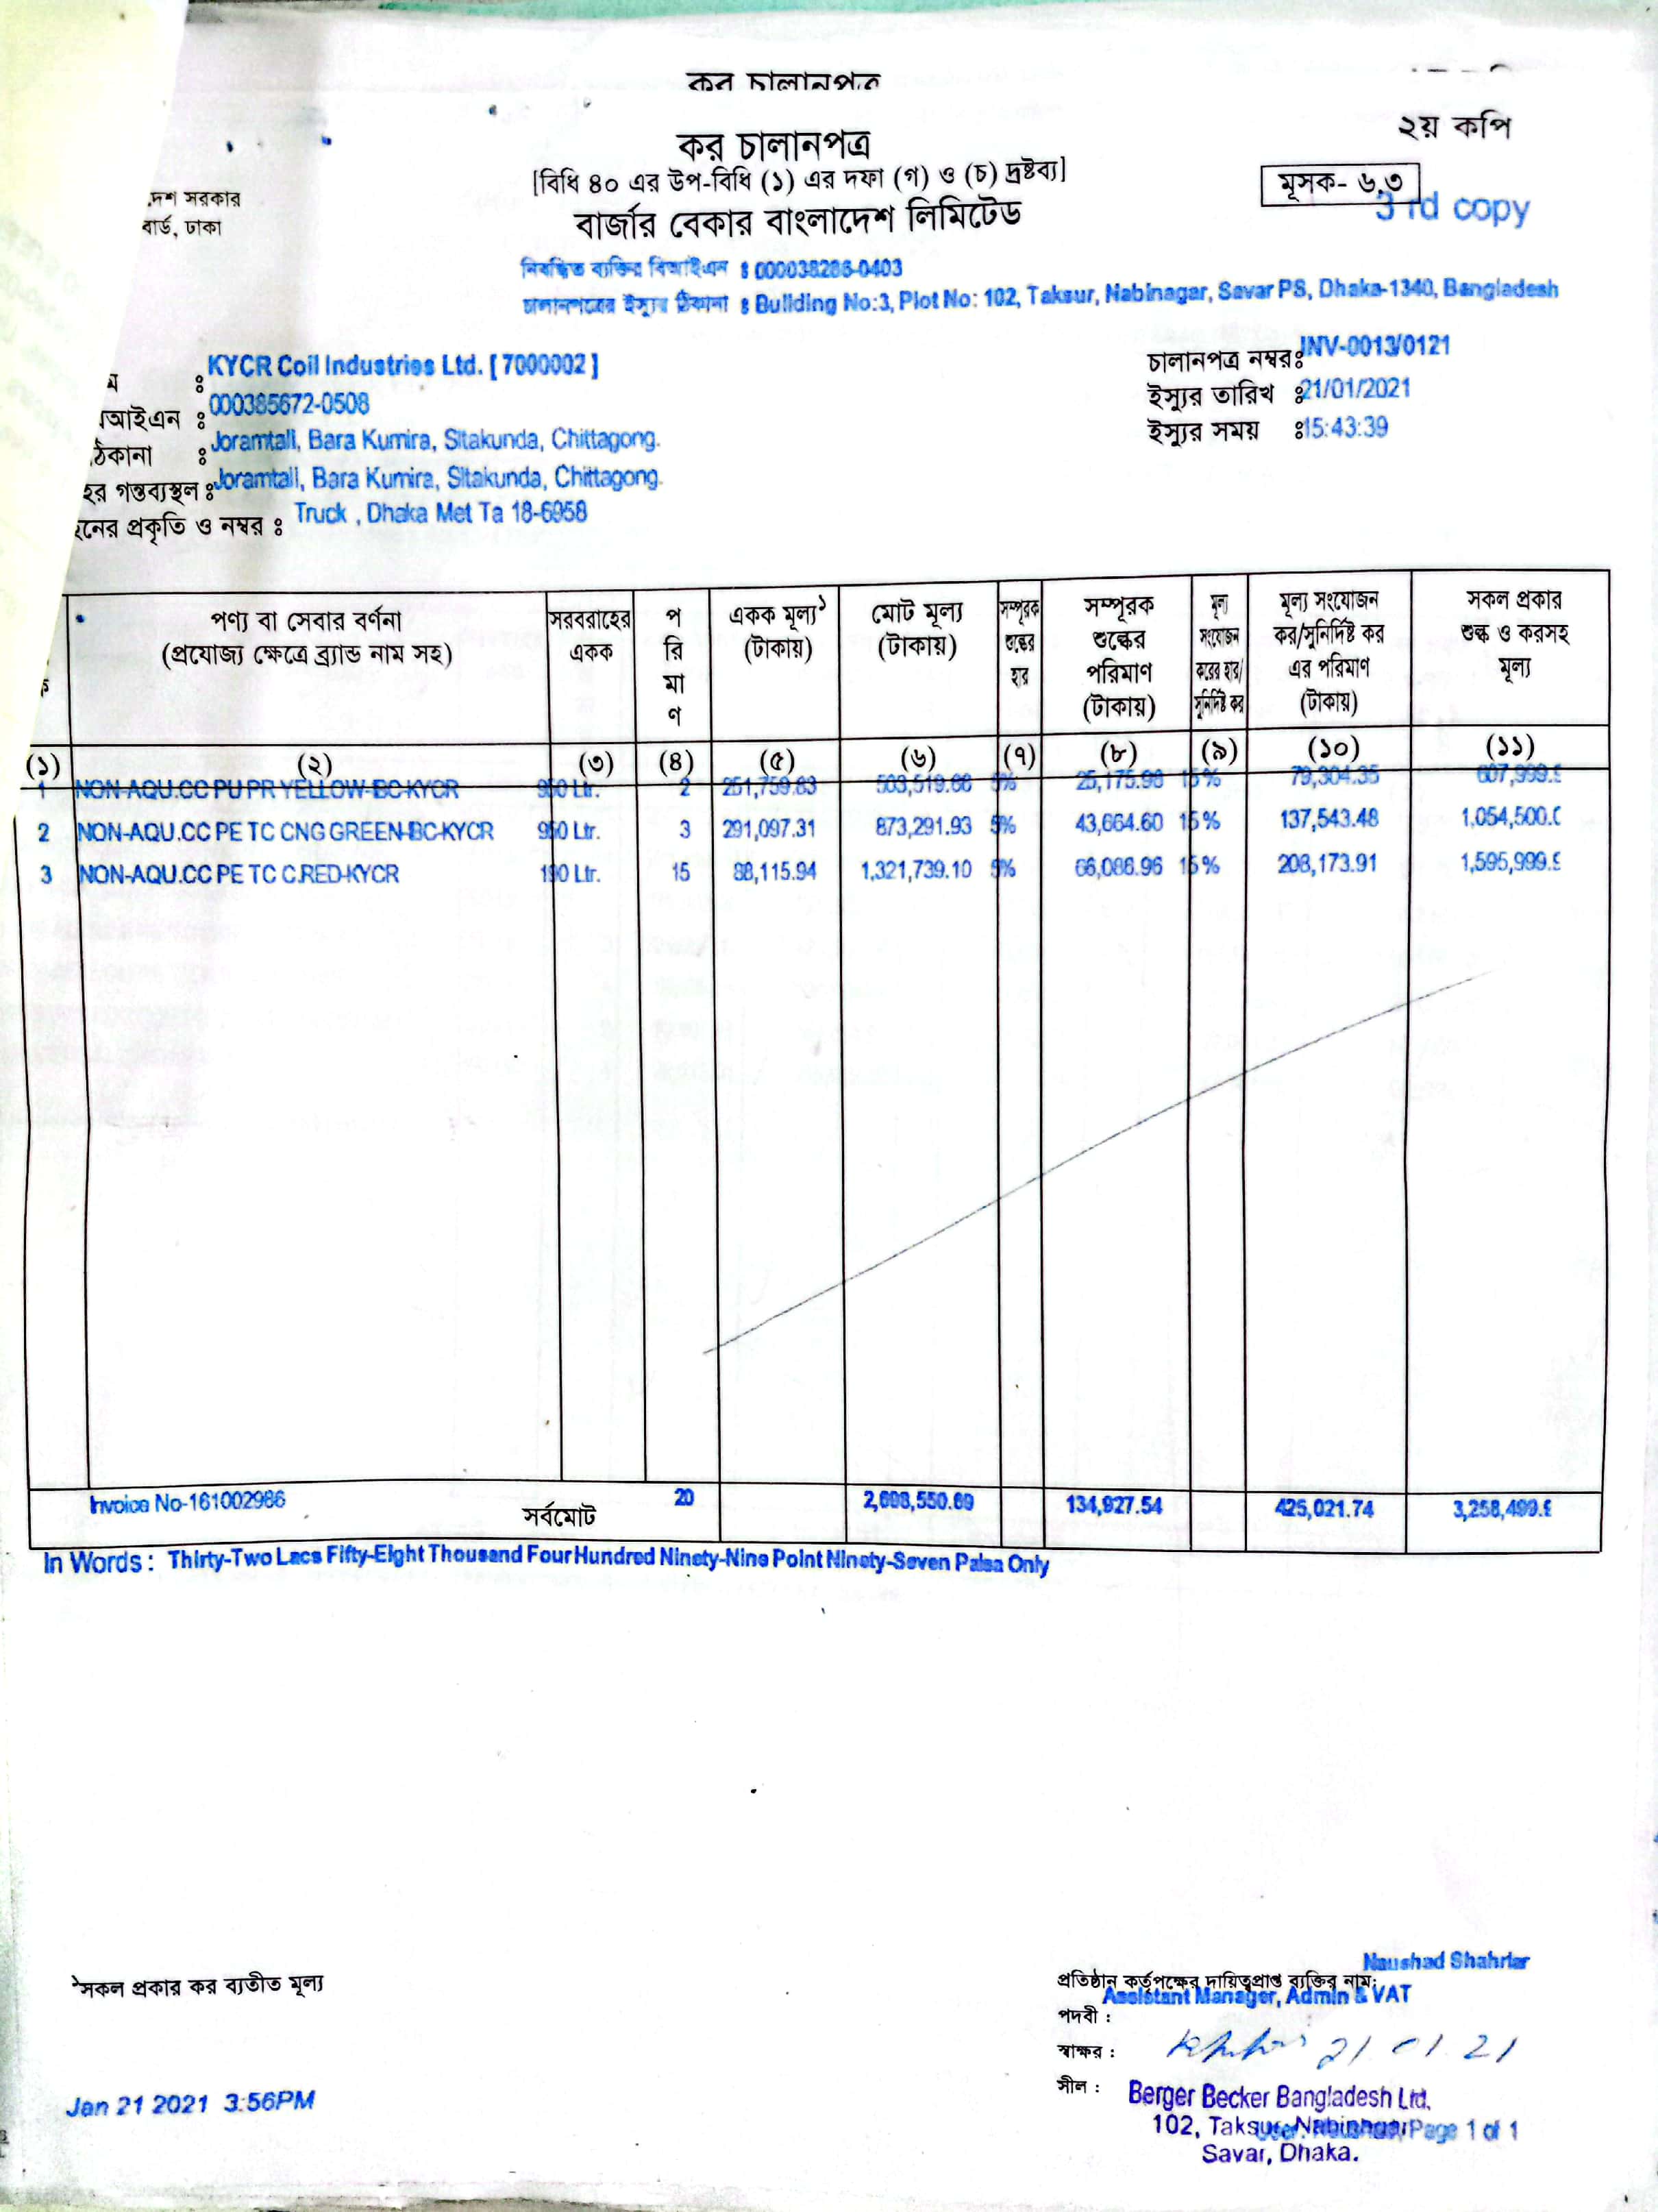 কর চালানপত্র
২য় কপি
কর চালানপত্র
[বিধি ৪০ এর উপ-বিধি (১) এর দফা (গ) ও (চ) দ্রষ্টব্য]
মূসক- ৬.৩
3 rd copy
দেশ সরকার
বার্জার বেকার বাংলাদেশ লিমিটেড
বোর্ড, ঢাকা
নিবন্ধিত ব্যক্তির বিআইএন ঃ 000038286-0403
চালানপত্রের ইস্যুর ঠিকানা ঃ Building No:3, Plot No: 102, Taksur, Nabinagar, Savar PS, Dhaka-1340, Bangladesh
ঃ KYCR Coil Industries Ltd. [ 7000002 ]
চালানপত্র নম্বরঃ INV-0013/0121
আইএন ঃ 000385672-0508
ইস্যুর তারিখ ঃ 21/01/2021
ঠিকানা ঃ Joramtali, Bara Kumira, Sitakunda, Chittagong.
ইস্যুর সময় ঃ 15:43:39
হর গন্তব্যস্থল ঃ Joramtali, Bara Kumira, Sitakunda, Chittagong.
হনের প্রকৃতি ও নম্বর ঃ Truck , Dhaka Met Ta 18-6958
পণ্য বা সেবার বর্ণনা (প্রযোজ্য ক্ষেত্রে ব্র্যান্ড নাম সহ)
সরবরাহের একক
পরিমাণ
একক মূল্য১ (টাকায়)
মোট মূল্য (টাকায়)
সম্পূরক শুল্কের হার
সম্পূরক শুল্কের পরিমাণ (টাকায়)
মূল্য সংযোজন করের হার/ সুনির্দিষ্ট কর
মূল্য সংযোজন কর/সুনির্দিষ্ট কর এর পরিমাণ (টাকায়)
সকল প্রকার শুল্ক ও করসহ মূল্য
(১) (২) (৩) (৪) (৫) (৬) (৭) (৮) (৯) (১০) (১১)
1 NON-AQU.CC PU PR YELLOW-BC-KYCR 950 Ltr. 2 251,759.83 503,519.66 5% 25,175.98 15% 79,304.35 607,999.9
2 NON-AQU.CC PE TC CNG GREEN-BC-KYCR 950 Ltr. 3 291,097.31 873,291.93 5% 43,664.60 15% 137,543.48 1,054,500.0
3 NON-AQU.CC PE TC C.RED-KYCR 190 Ltr. 15 88,115.94 1,321,739.10 5% 66,086.96 15% 208,173.91 1,595,999.9
Invoice No-161002986 সর্বমোট 20 2,698,550.69 134,927.54 425,021.74 3,258,499.9
In Words : Thirty-Two Lacs Fifty-Eight Thousand Four Hundred Ninety-Nine Point Ninety-Seven Paisa Only
Naushad Shahriar
১সকল প্রকার কর ব্যতীত মূল্য
প্রতিষ্ঠান কর্তৃপক্ষের দায়িত্বপ্রাপ্ত ব্যক্তির নাম:
Assistant Manager, Admin & VAT
পদবী :
স্বাক্ষর : 21 01 21
সীল : Berger Becker Bangladesh Ltd.
Jan 21 2021 3:56PM
102, Taksur, Nabinagar Page 1 of 1
Savar, Dhaka.